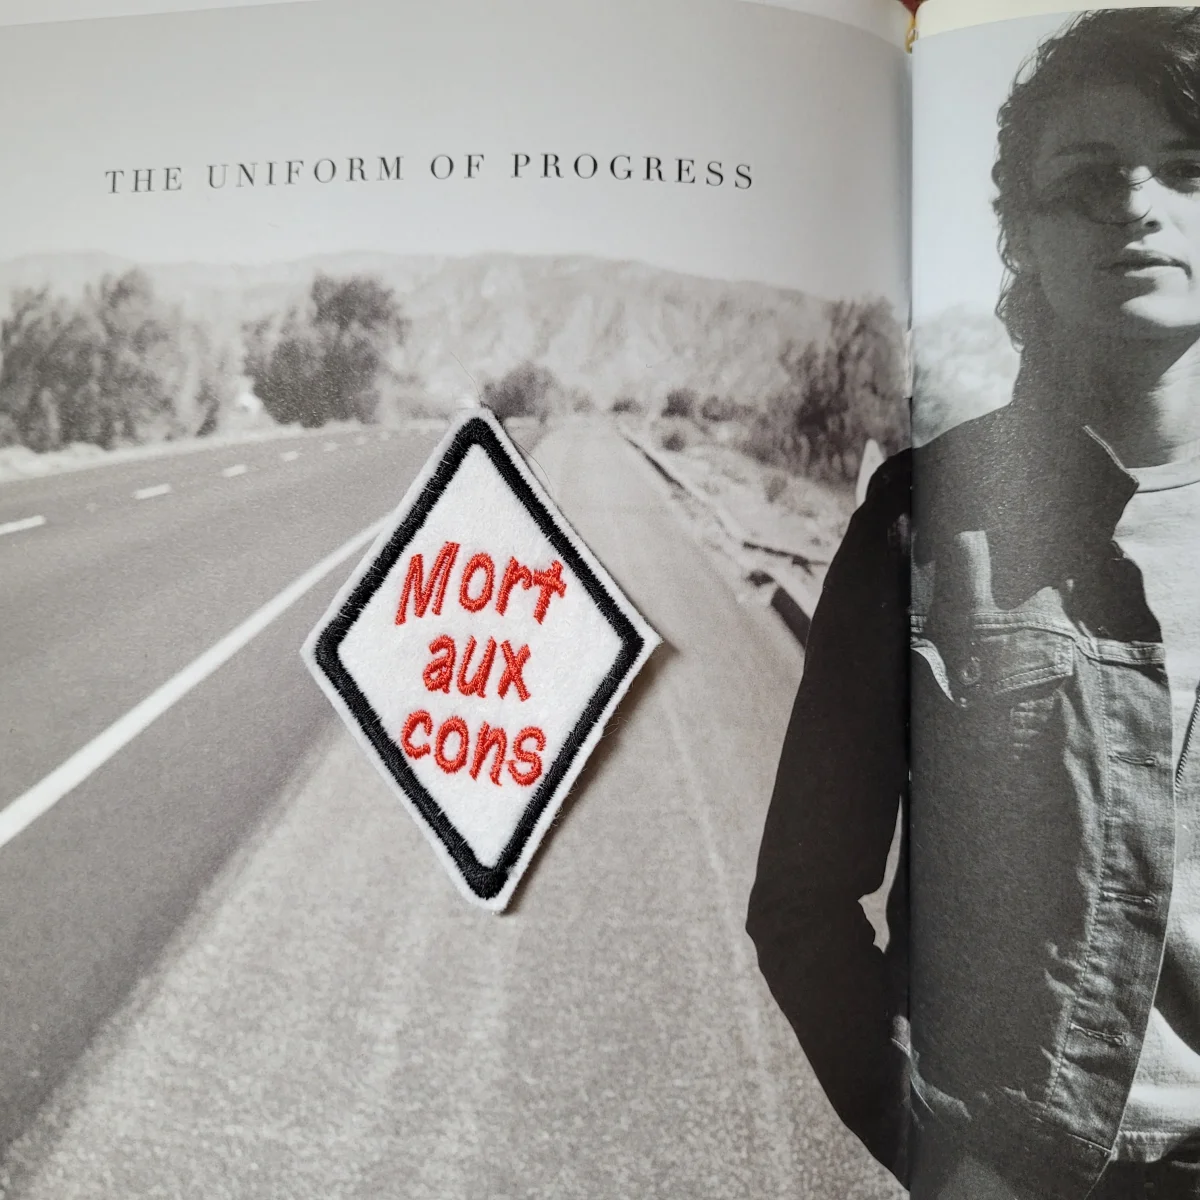 THE UNIFORM OF PROGRESS
Mort
aux
cons